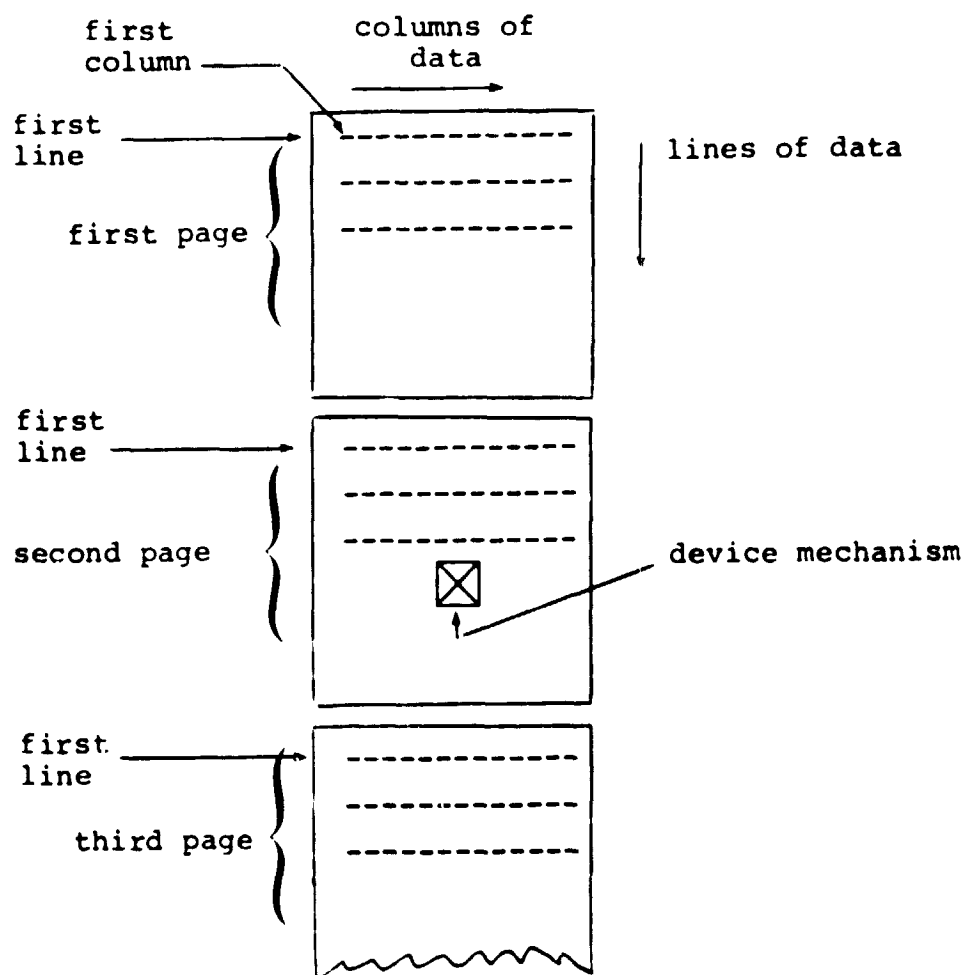 first
column
columns of
data
first
line
lines of data
first page
first
line
second page
device mechanism
first
line
third page